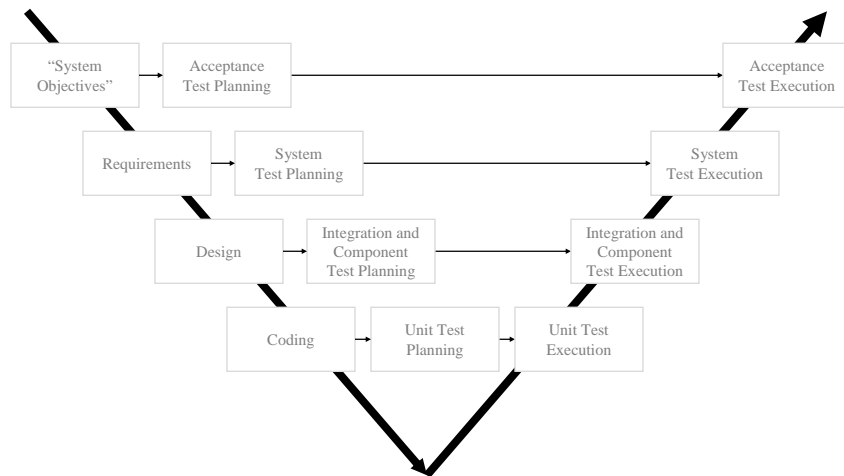 “System
Objectives”
Acceptance
Test Planning
Acceptance
Test Execution
Requirements
System
Test Planning
System
Test Execution
Design
Integration and
Component
Test Planning
Integration and
Component
Test Execution
Coding
Unit Test
Planning
Unit Test
Execution